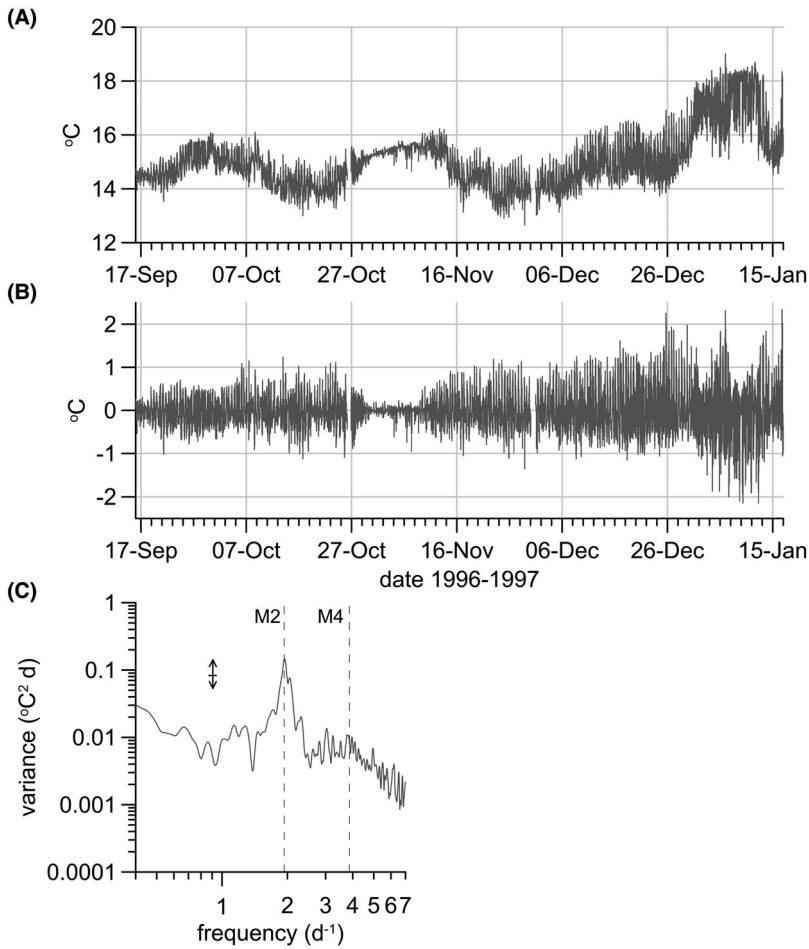 (A)
20
18
16
14
12
°C
17-Sep 07-Oct 27-Oct 16-Nov 06-Dec 26-Dec 15-Jan
(B)
2
1
0
-1
-2
°C
17-Sep 07-Oct 27-Oct 16-Nov 06-Dec 26-Dec 15-Jan
date 1996-1997
(C)
1
0.1
0.01
0.001
0.0001
variance (°C² d)
M2 M4
1 2 3 4 5 6 7
frequency (d⁻¹)